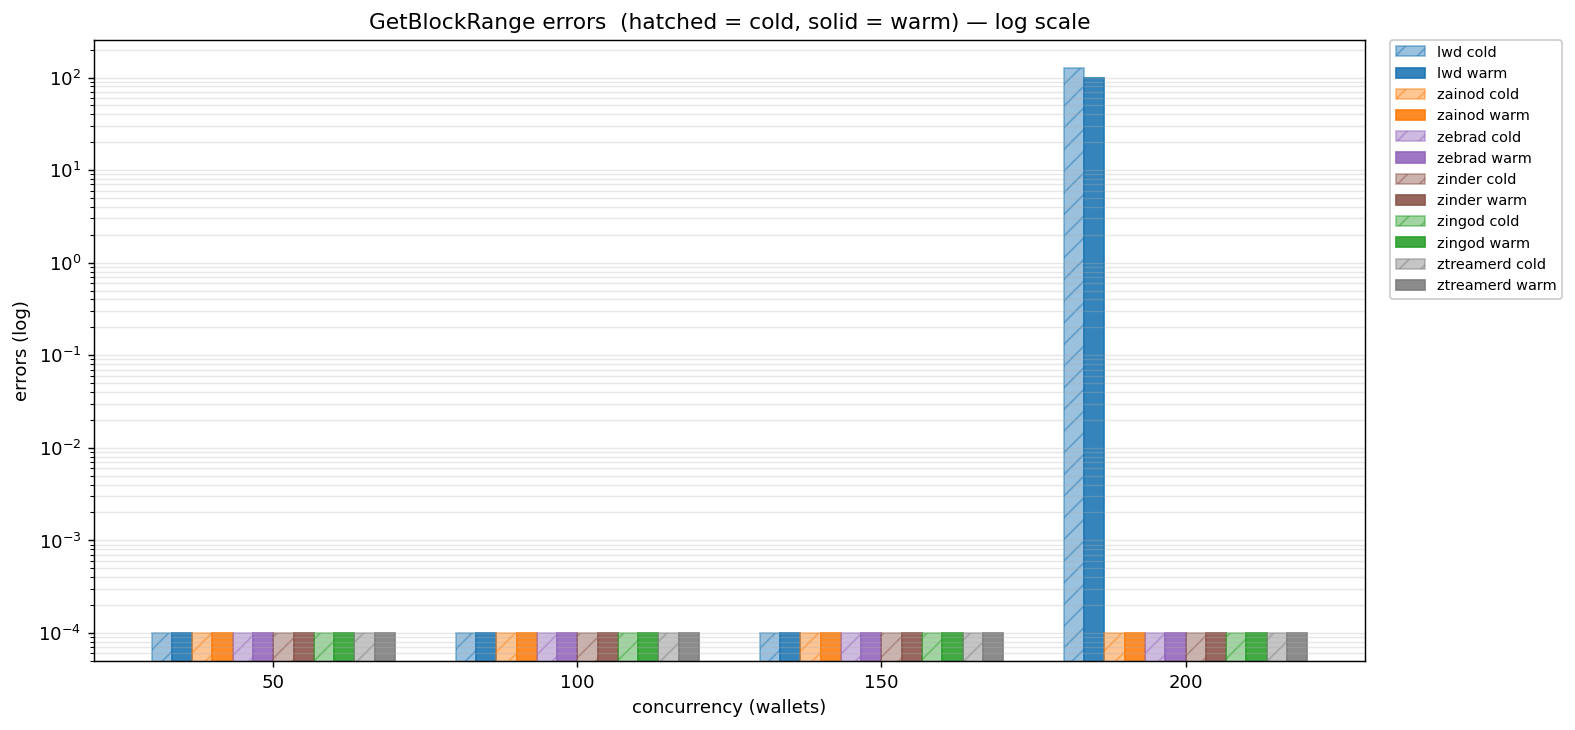 GetBlockRange errors  (hatched = cold, solid = warm) — log scale
errors (log)
10²
10¹
10⁰
10⁻¹
10⁻²
10⁻³
10⁻⁴
50 100 150 200
concurrency (wallets)
lwd cold
lwd warm
zainod cold
zainod warm
zebrad cold
zebrad warm
zinder cold
zinder warm
zingod cold
zingod warm
ztreamerd cold
ztreamerd warm